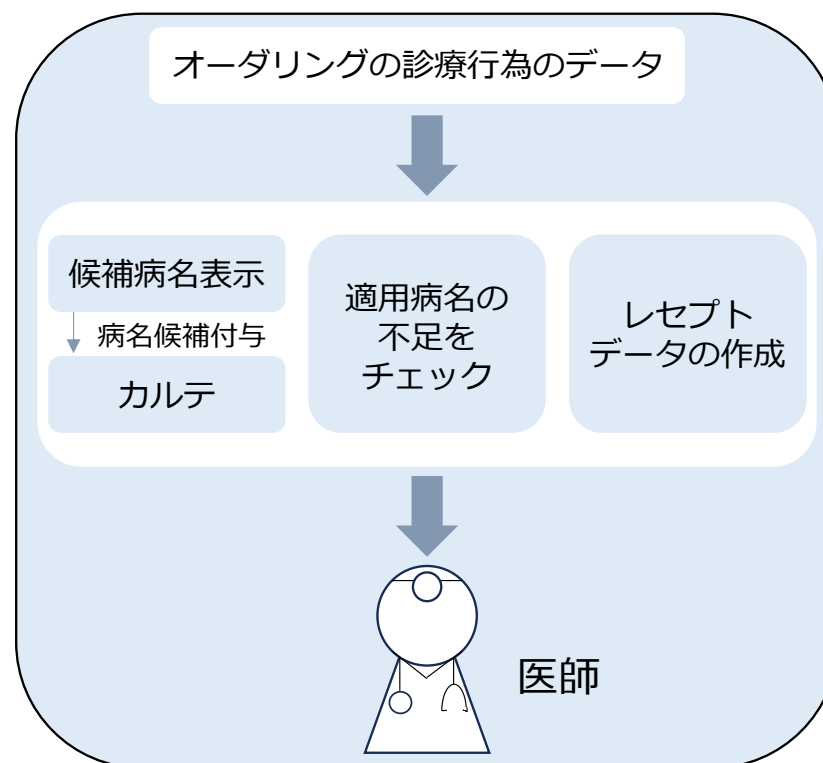 オーダリングの診療行為のデータ
候補病名表示
病名候補付与
カルテ
適用病名の
不足を
チェック
レセプト
データの作成
医師